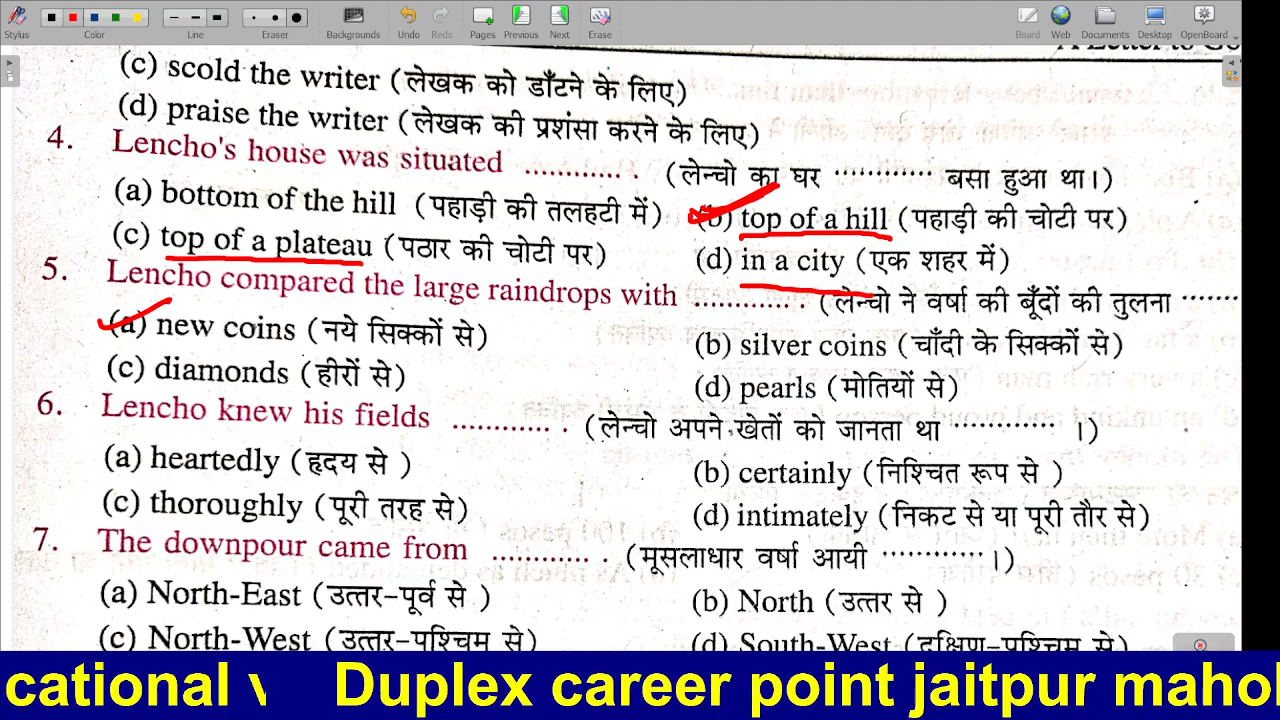 Stylus Color Line Eraser Backgrounds Undo Redo Pages Previous Next Erase Board Web Documents Desktop OpenBoard
A Letter to Go
(c) scold the writer (लेखक को डाँटने के लिए)
(d) praise the writer (लेखक की प्रशंसा करने के लिए)
4. Lencho's house was situated ............ . (लेन्चो का घर ............ बसा हुआ था।)
(a) bottom of the hill (पहाड़ी की तलहटी में) (b) top of a hill (पहाड़ी की चोटी पर)
(c) top of a plateau (पठार की चोटी पर) (d) in a city (एक शहर में)
5. Lencho compared the large raindrops with ............ . (लेन्चो ने वर्षा की बूँदों की तुलना .......
(a) new coins (नये सिक्कों से) (b) silver coins (चाँदी के सिक्कों से)
(c) diamonds (हीरों से) (d) pearls (मोतियों से)
6. Lencho knew his fields ............ . (लेन्चो अपने खेतों को जानता था ............ ।)
(a) heartedly (हृदय से ) (b) certainly (निश्चित रूप से )
(c) thoroughly (पूरी तरह से) (d) intimately (निकट से या पूरी तौर से)
7. The downpour came from ............ . (मूसलाधार वर्षा आयी ............।)
(a) North-East (उत्तर-पूर्व से ) (b) North (उत्तर से )
(c) North-West (उत्तर-पश्चिम से) (d) South-West (दक्षिण-पश्चिम से)
cational Duplex career point jaitpur maho